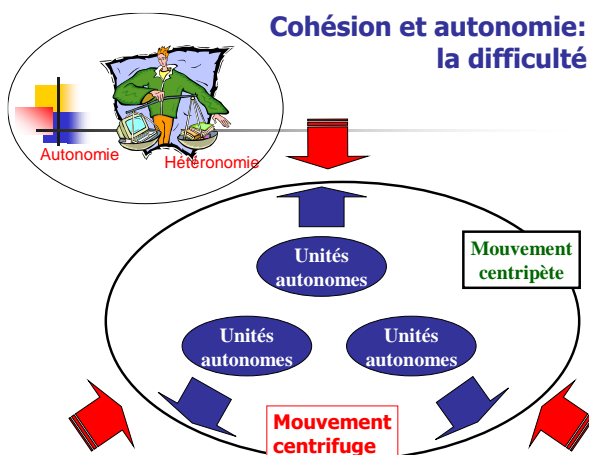 Cohésion et autonomie:
la difficulté
Autonomie
Hétéronomie
Unités
autonomes
Mouvement
centripète
Unités
autonomes
Unités
autonomes
Mouvement
centrifuge